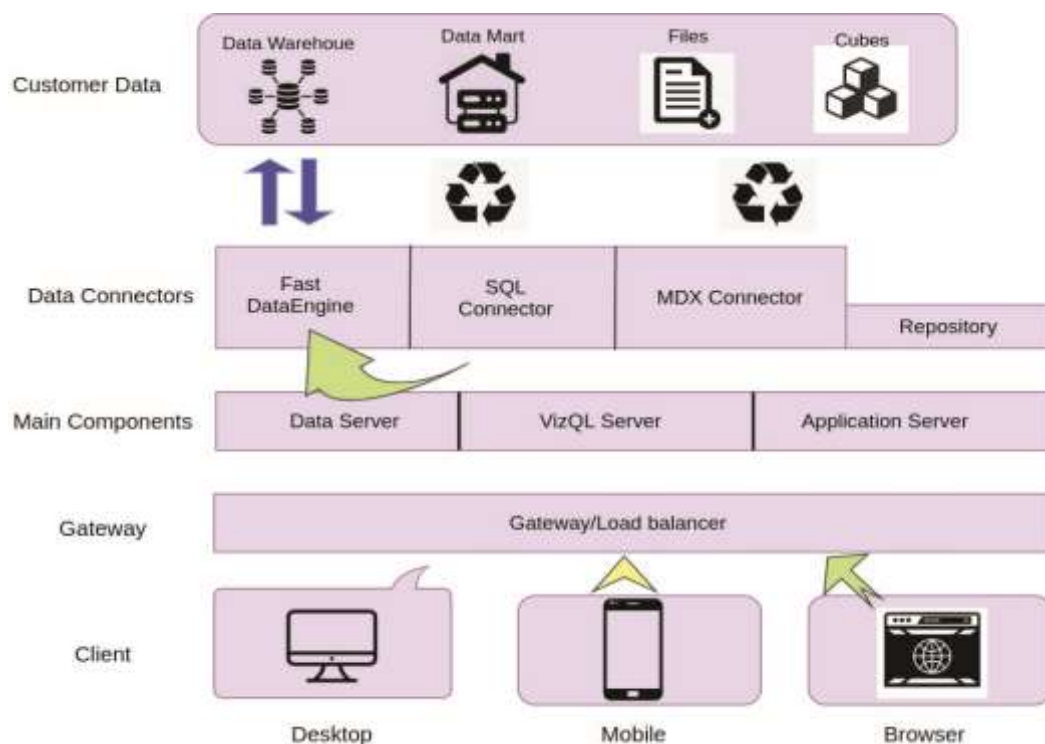 Customer Data
Data Warehoue
Data Mart
Files
Cubes
Data Connectors
Fast
DataEngine
SQL
Connector
MDX Connector
Repository
Main Components
Data Server
VizQL Server
Application Server
Gateway
Gateway/Load balancer
Client
Desktop
Mobile
Browser